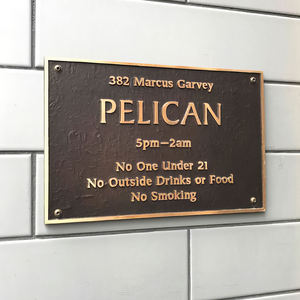 382 Marcus Garvey
PELICAN
5pm—2am
No One Under 21
No Outside Drinks or Food
No Smoking